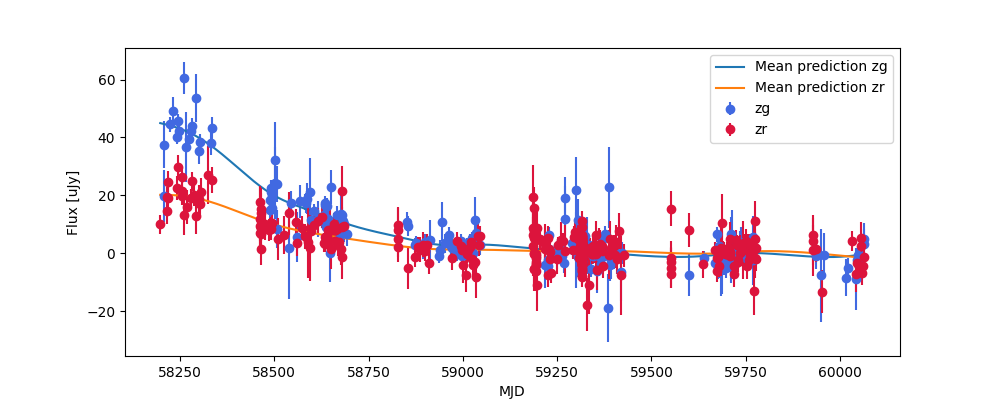 Mean prediction zg
Mean prediction zr
zg
zr
60
40
20
0
−20
Flux [uJy]
58250 58500 58750 59000 59250 59500 59750 60000
MJD